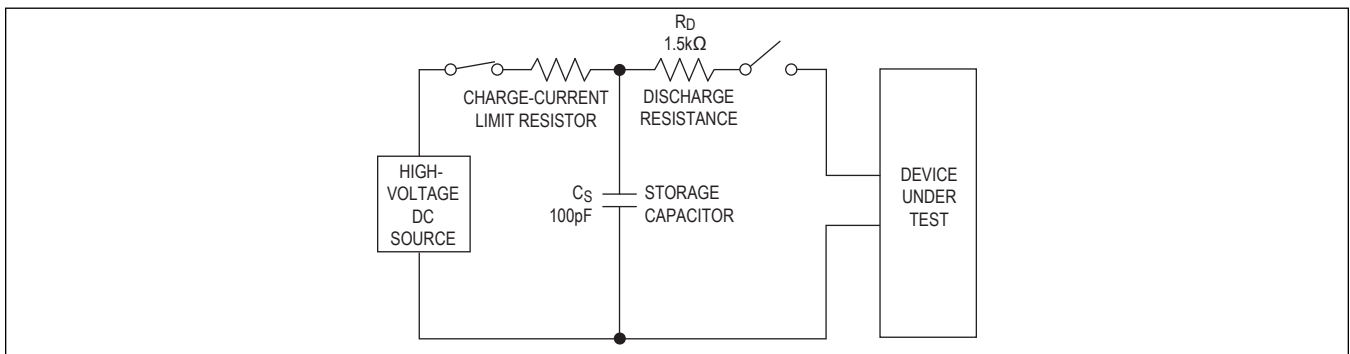 RD
1.5kΩ
CHARGE-CURRENT
LIMIT RESISTOR
DISCHARGE
RESISTANCE
HIGH-
VOLTAGE
DC
SOURCE
CS
100pF
STORAGE
CAPACITOR
DEVICE
UNDER
TEST